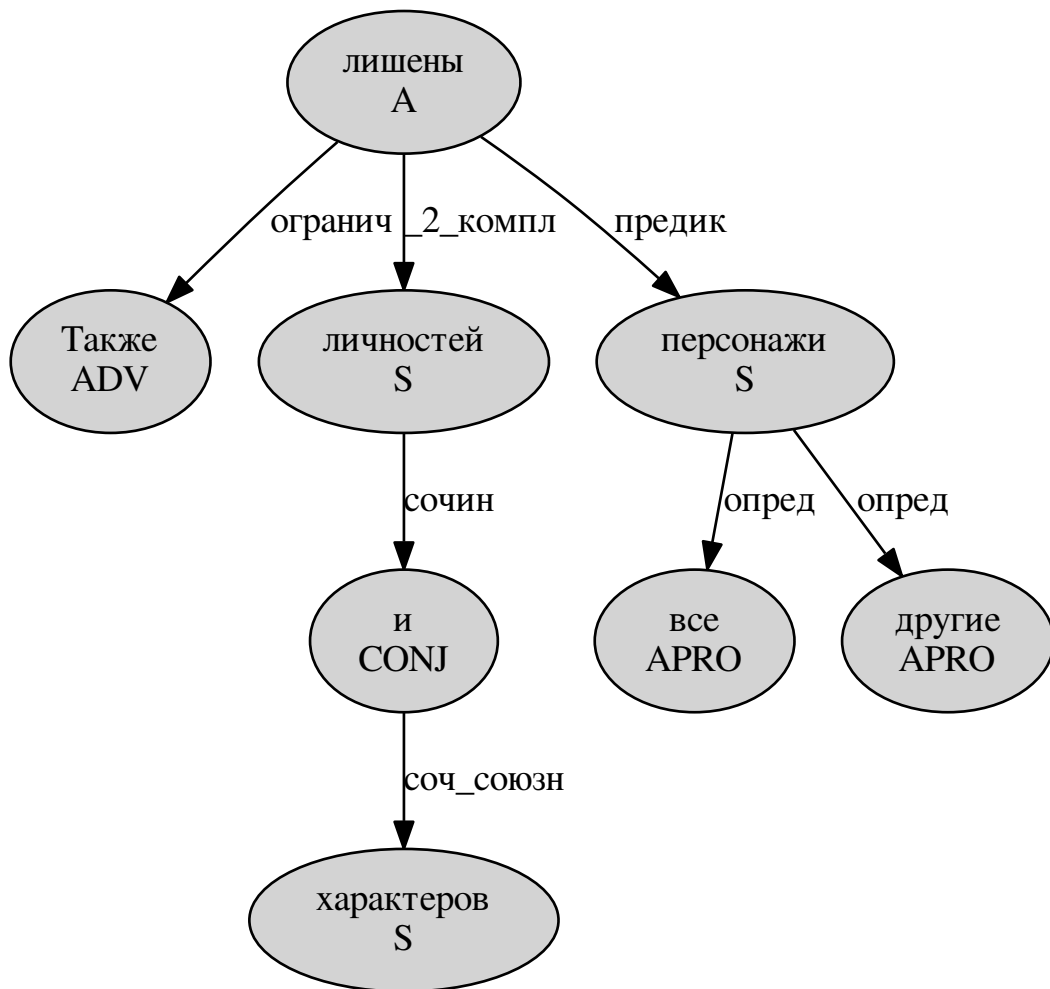 лишены
A
огранич
_2_компл
предик
Также
ADV
личностей
S
персонажи
S
сочин
опред
опред
и
CONJ
все
APRO
другие
APRO
соч_союзн
характеров
S